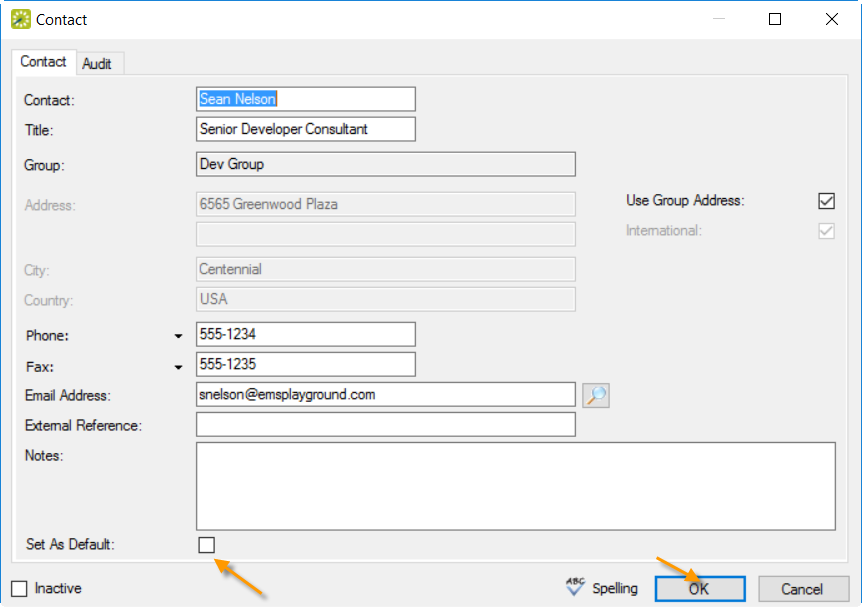 Contact
Contact Audit
Contact: Sean Nelson
Title: Senior Developer Consultant
Group: Dev Group
Address: 6565 Greenwood Plaza Use Group Address:
International:
City: Centennial
Country: USA
Phone: 555-1234
Fax: 555-1235
Email Address: snelson@emsplayground.com
External Reference:
Notes:
Set As Default:
Inactive ABC Spelling OK Cancel